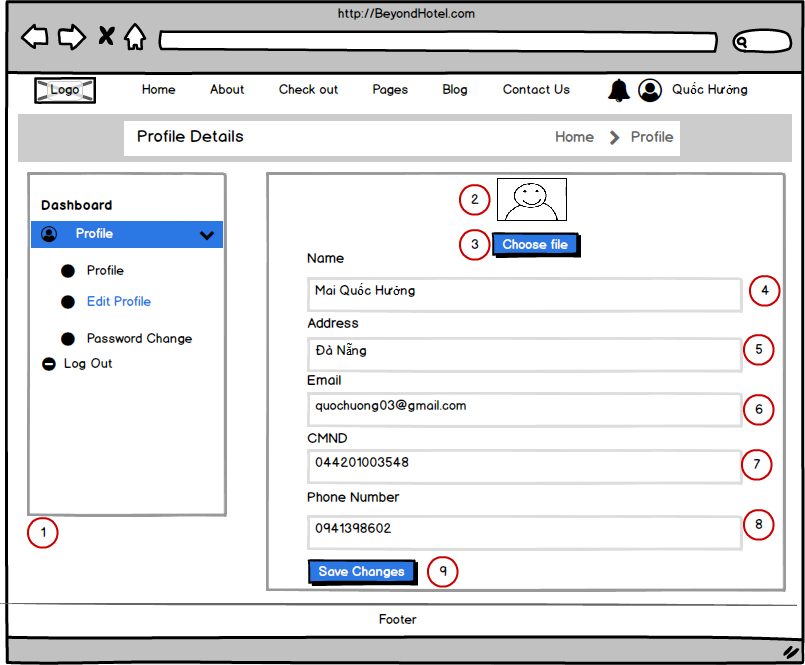 http://BeyondHotel.com
Logo Home About Check out Pages Blog Contact Us Quốc Hưởng
Profile Details Home Profile
Dashboard
Profile
Profile
Edit Profile
Password Change
Log Out
1
2
3 Choose file
Name
Mai Quốc Hưởng 4
Address
Đà Nẵng 5
Email
quochuong03@gmail.com 6
CMND
044201003548 7
Phone Number
0941398602 8
Save Changes 9
Footer